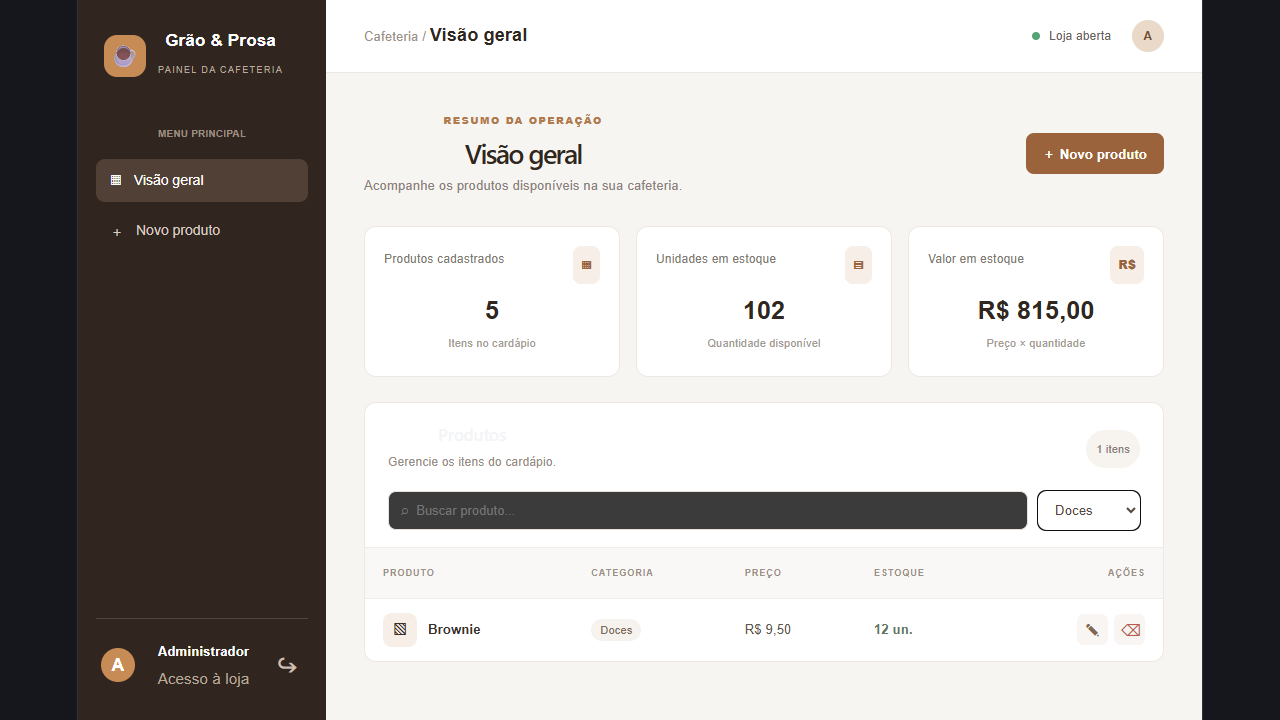 Grão & Prosa
PAINEL DA CAFETERIA
MENU PRINCIPAL
Visão geral
+ Novo produto
Administrador
A
Acesso à loja
Cafeteria / Visão geral
Loja aberta
A
RESUMO DA OPERAÇÃO
Visão geral
Acompanhe os produtos disponíveis na sua cafeteria.
+ Novo produto
Produtos cadastrados
5
Itens no cardápio
Unidades em estoque
102
Quantidade disponível
Valor em estoque
R$
R$ 815,00
Preço × quantidade
Produtos
Gerencie os itens do cardápio.
1 itens
Buscar produto...
Doces
PRODUTO CATEGORIA PREÇO ESTOQUE AÇÕES
Brownie Doces R$ 9,50 12 un.